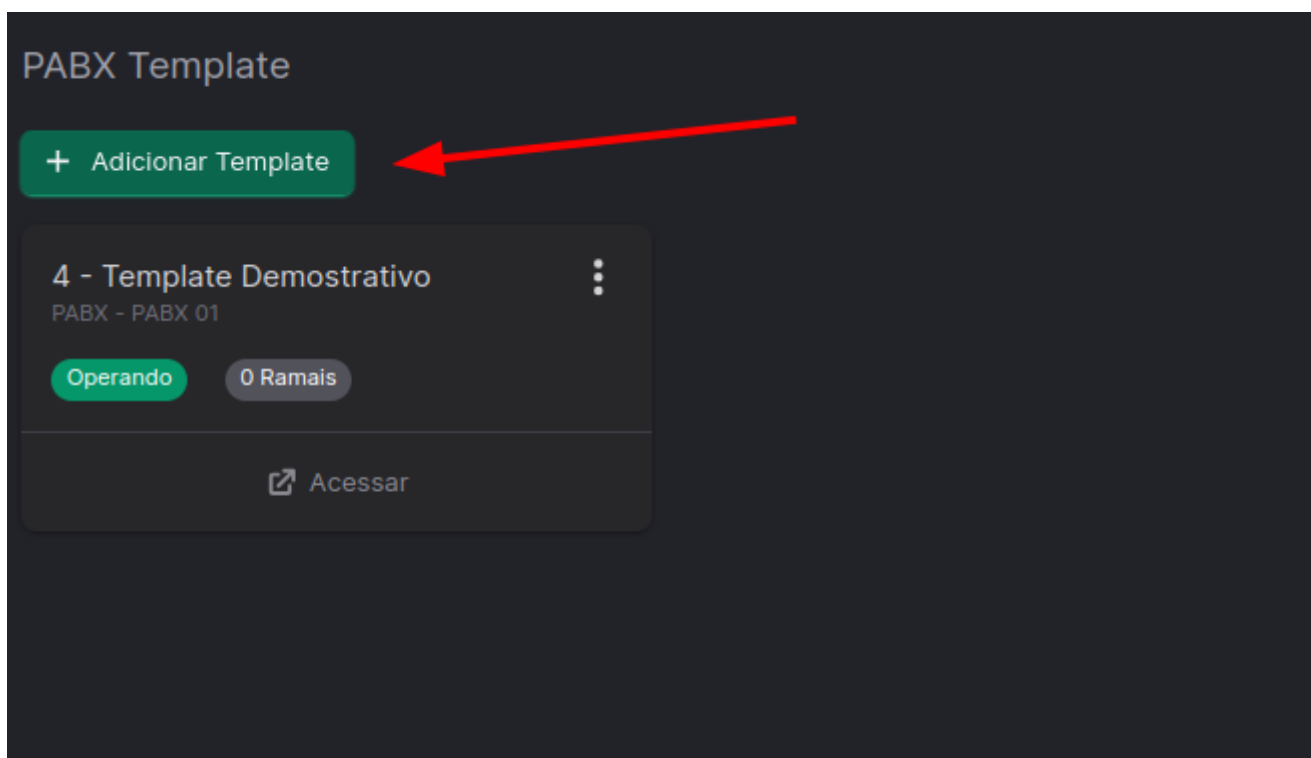 PABX Template
+ Adicionar Template
4 - Template Demostrativo
PABX - PABX 01
Operando 0 Ramais
Acessar